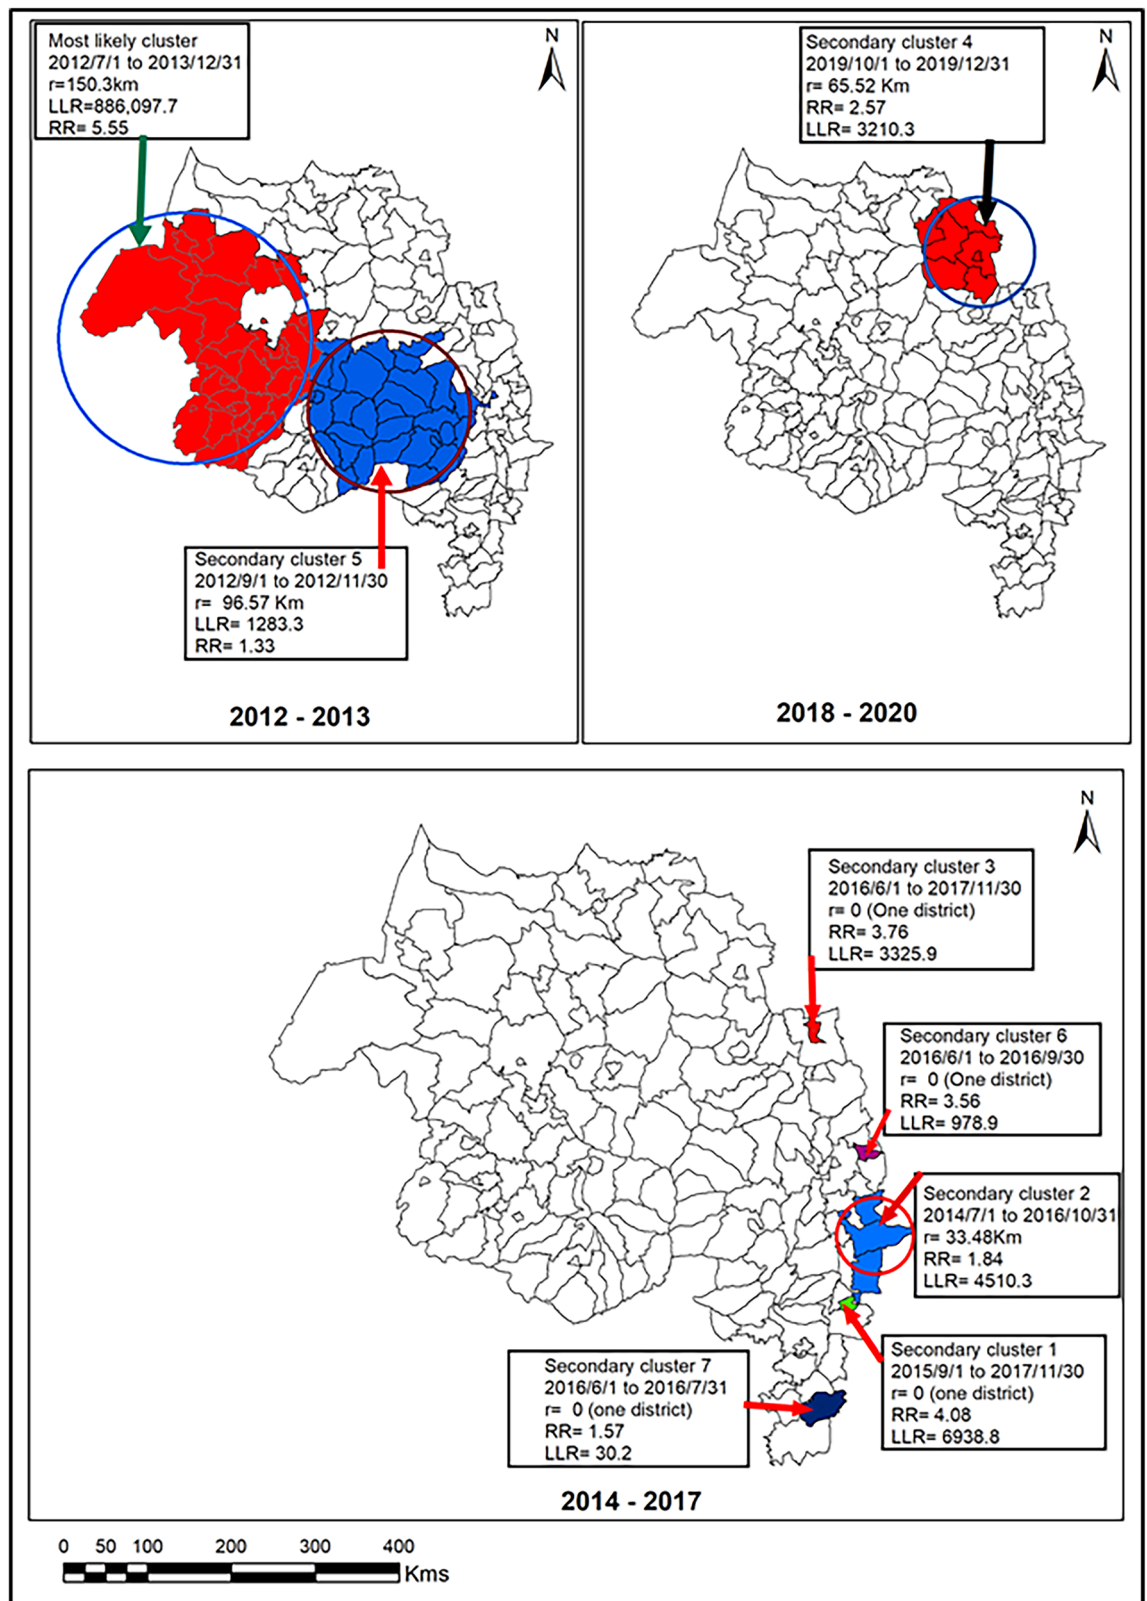 Most likely cluster
2012/7/1 to 2013/12/31
r=150.3km
LLR=886,097.7
RR= 5.55
N
Secondary cluster 5
2012/9/1 to 2012/11/30
r=  96.57 Km
LLR= 1283.3
RR= 1.33
2012 - 2013
Secondary cluster 4
2019/10/1 to 2019/12/31
r= 65.52 Km
RR= 2.57
LLR= 3210.3
N
2018 - 2020
N
Secondary cluster 3
2016/6/1 to 2017/11/30
r= 0 (One district)
RR= 3.76
LLR= 3325.9
Secondary cluster 6
2016/6/1 to 2016/9/30
r=  0 (One district)
RR= 3.56
LLR= 978.9
Secondary cluster 2
2014/7/1 to 2016/10/31
r= 33.48Km
RR= 1.84
LLR= 4510.3
Secondary cluster 1
2015/9/1 to 2017/11/30
r= 0 (one district)
RR= 4.08
LLR= 6938.8
Secondary cluster 7
2016/6/1 to 2016/7/31
r=  0 (one district)
RR= 1.57
LLR= 30.2
2014 - 2017
0 50 100 200 300 400
Kms